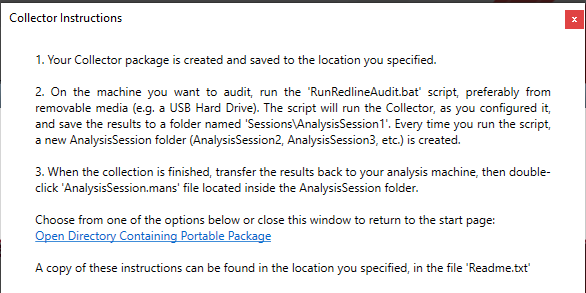 Collector Instructions
x
1. Your Collector package is created and saved to the location you specified.
2. On the machine you want to audit, run the 'RunRedlineAudit.bat' script, preferably from
removable media (e.g. a USB Hard Drive). The script will run the Collector, as you configured it,
and save the results to a folder named 'Sessions\AnalysisSession1'. Every time you run the script,
a new AnalysisSession folder (AnalysisSession2, AnalysisSession3, etc.) is created.
3. When the collection is finished, transfer the results back to your analysis machine, then double-
click 'AnalysisSession.mans' file located inside the AnalysisSession folder.
Choose from one of the options below or close this window to return to the start page:
Open Directory Containing Portable Package
A copy of these instructions can be found in the location you specified, in the file 'Readme.txt'